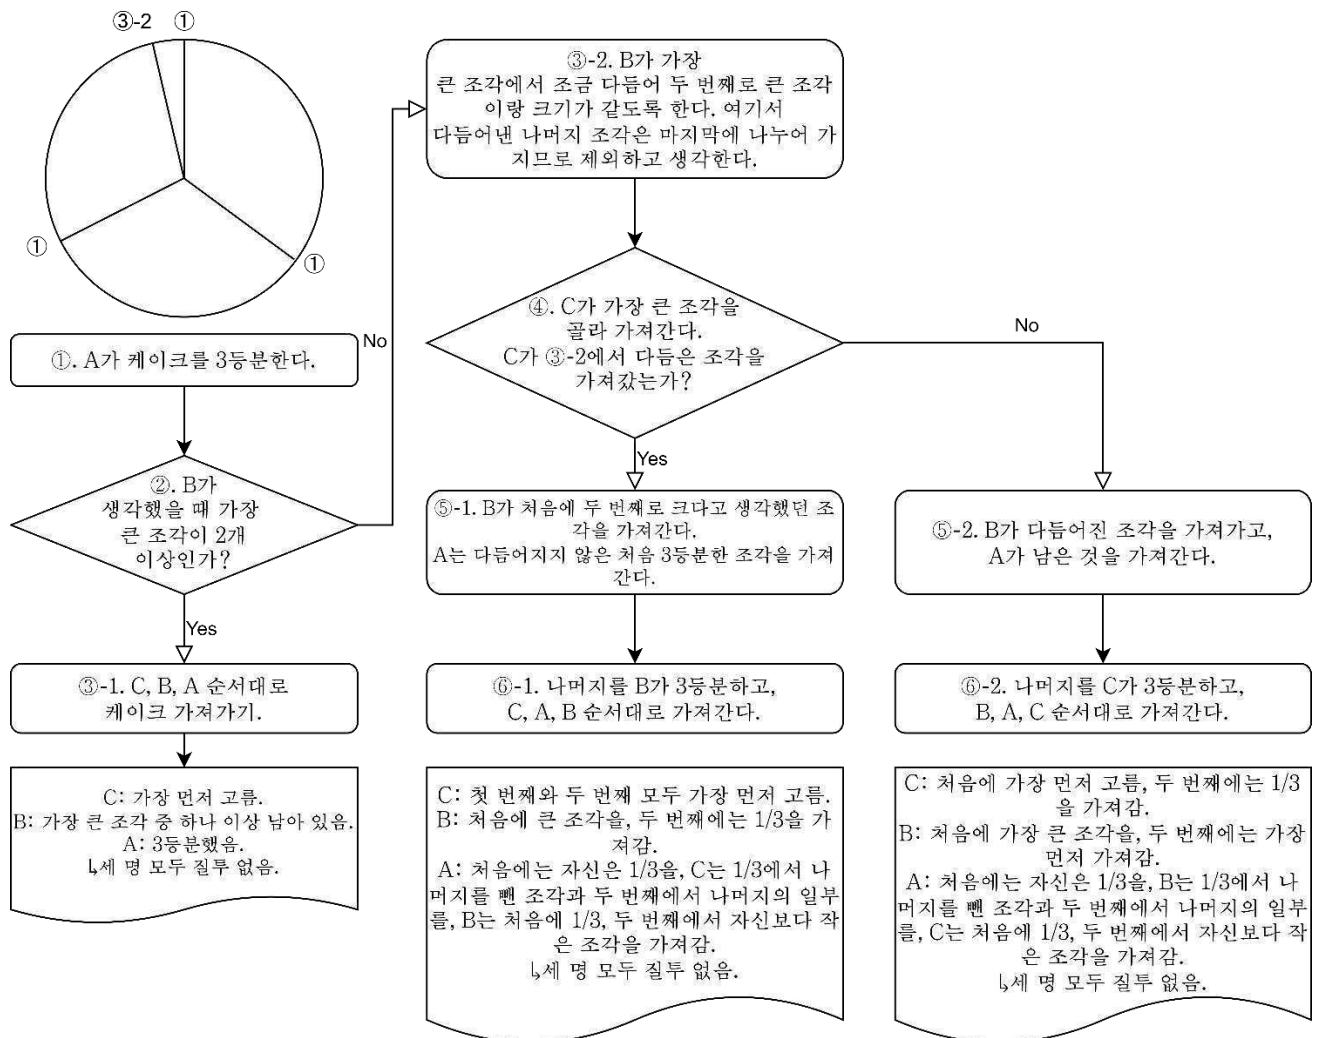 ③-2 ①
①
①
①. A가 케이크를 3등분한다.
②. B가
생각했을 때 가장
큰 조각이 2개
이상인가?
No
Yes
③-1. C, B, A 순서대로
케이크 가져가기.
C: 가장 먼저 고름.
B: 가장 큰 조각 중 하나 이상 남아 있음.
A: 3등분했음.
↳세 명 모두 질투 없음.
③-2. B가 가장
큰 조각에서 조금 다듬어 두 번째로 큰 조각
이랑 크기가 같도록 한다. 여기서
다듬어낸 나머지 조각은 마지막에 나누어 가
지므로 제외하고 생각한다.
④. C가 가장 큰 조각을
골라 가져간다.
C가 ③-2에서 다듬은 조각을
가져갔는가?
No
Yes
⑤-1. B가 처음에 두 번째로 크다고 생각했던 조
각을 가져간다.
A는 다듬어지지 않은 처음 3등분한 조각을 가져
간다.
⑥-1. 나머지를 B가 3등분하고,
C, A, B 순서대로 가져간다.
C: 첫 번째와 두 번째 모두 가장 먼저 고름.
B: 처음에 큰 조각을, 두 번째에는 1/3을 가
져감.
A: 처음에는 자신은 1/3을, C는 1/3에서 나
머지를 뺀 조각과 두 번째에서 나머지의 일부
를, B는 처음에 1/3, 두 번째에서 자신보다 작
은 조각을 가져감.
↳세 명 모두 질투 없음.
⑤-2. B가 다듬어진 조각을 가져가고,
A가 남은 것을 가져간다.
⑥-2. 나머지를 C가 3등분하고,
B, A, C 순서대로 가져간다.
C: 처음에 가장 먼저 고름, 두 번째에는 1/3
을 가져감.
B: 처음에 가장 큰 조각을, 두 번째에는 가장
먼저 가져감.
A: 처음에는 자신은 1/3을, B는 1/3에서 나
머지를 뺀 조각과 두 번째에서 나머지의 일부
를, C는 처음에 1/3, 두 번째에서 자신보다 작
은 조각을 가져감.
↳세 명 모두 질투 없음.